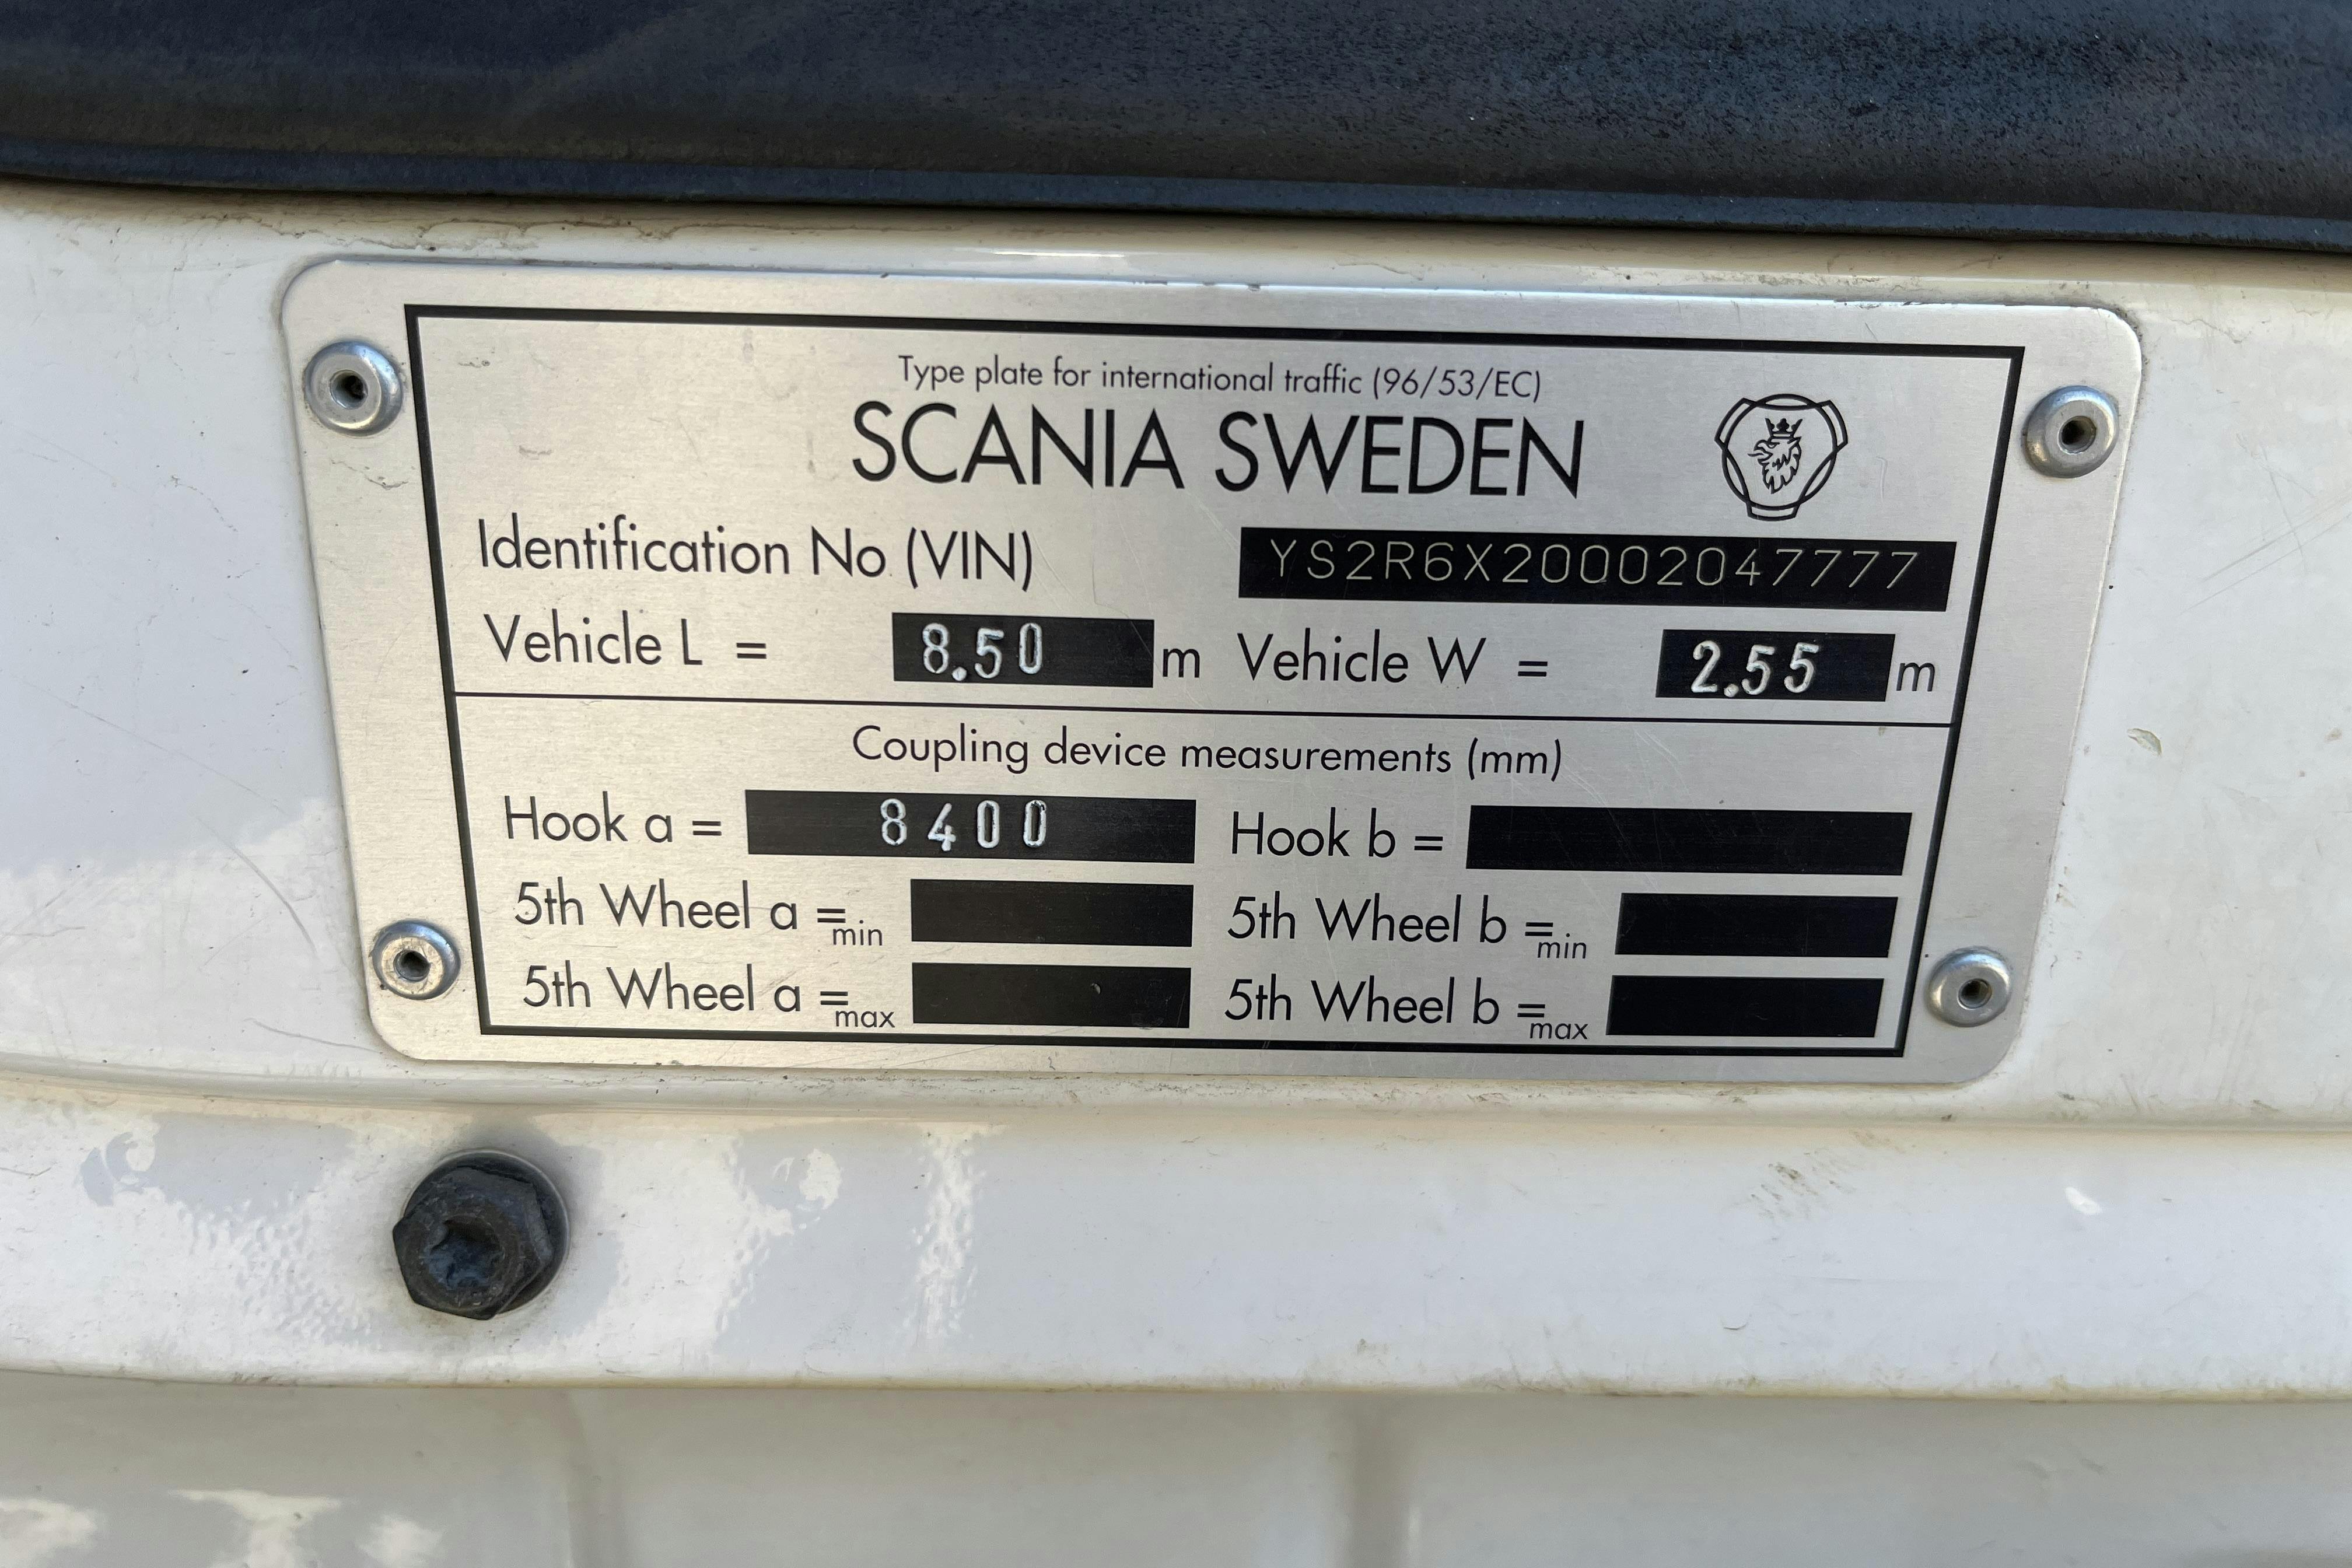 Type plate for international traffic (96/53/EC)
SCANIA SWEDEN
Identification No (VIN) YS2R6X20002047777
Vehicle L = 8.50 m Vehicle W = 2.55 m
Coupling device measurements (mm)
Hook a = 8400 Hook b =
5th Wheel a =min 5th Wheel b =min
5th Wheel a =max 5th Wheel b =max